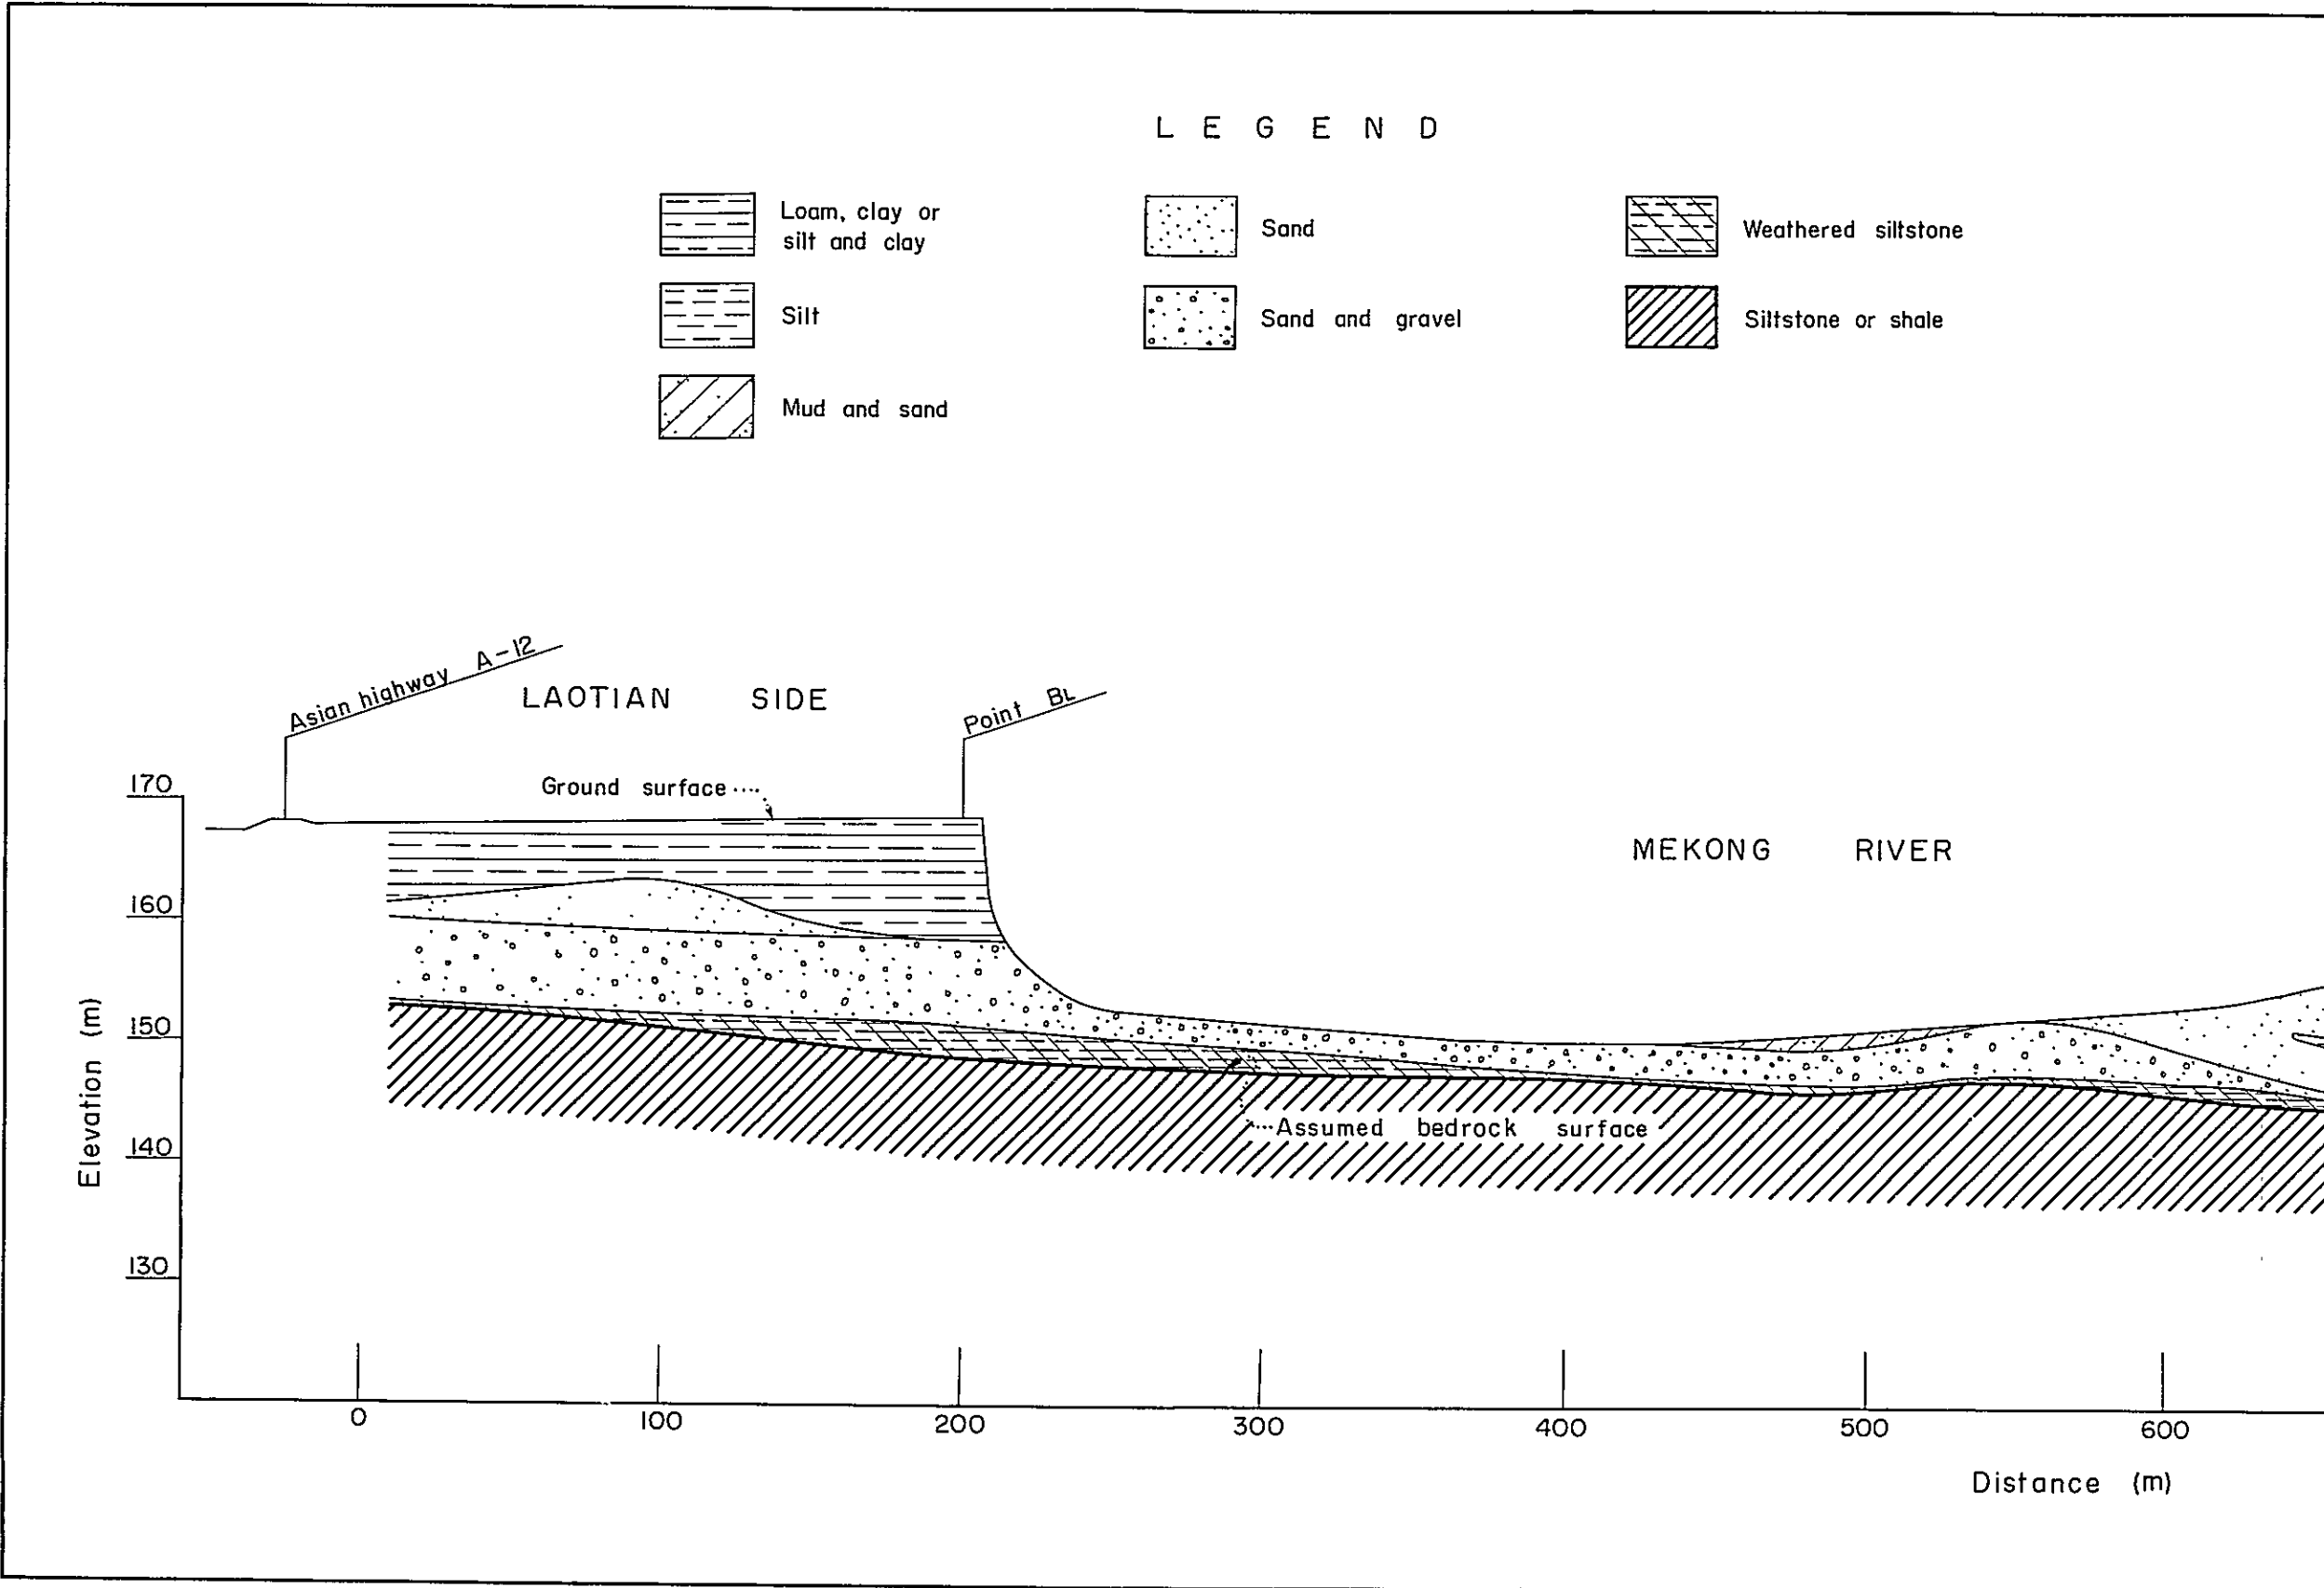 LEGEND
Loam, clay or
silt and clay
Sand
Weathered siltstone
Silt
Sand and gravel
Siltstone or shale
Mud and sand
Asian highway A-12
LAOTIAN SIDE
Point BL
Ground surface
MEKONG RIVER
170
160
150
140
130
Elevation (m)
Assumed bedrock surface
0 100 200 300 400 500 600
Distance (m)